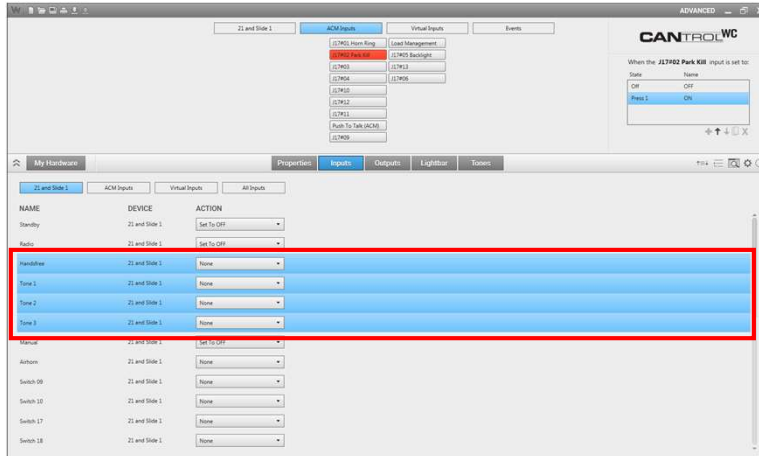 W
ADVANCED
21 and Slide 1
ACM Inputs
Virtual Inputs
Events
J17#01 Horn Ring
Load Management
J17#02 Park Kill
J17#05 Backlight
J17#03
J17#13
J17#04
J17#06
J17#10
J17#12
J17#11
Push To Talk (ACM)
J17#09
CANTROL WC
When the J17#02 Park Kill input is set to:
State Name
Off OFF
Press 1 ON
My Hardware
Properties
Inputs
Outputs
Lightbar
Tones
21 and Slide 1
ACM Inputs
Virtual Inputs
All Inputs
NAME DEVICE ACTION
Standby 21 and Slide 1 Set To OFF
Radio 21 and Slide 1 Set To OFF
Handsfree 21 and Slide 1 None
Tone 1 21 and Slide 1 None
Tone 2 21 and Slide 1 None
Tone 3 21 and Slide 1 None
Manual 21 and Slide 1 Set To OFF
Airhorn 21 and Slide 1 None
Switch 09 21 and Slide 1 None
Switch 10 21 and Slide 1 None
Switch 17 21 and Slide 1 None
Switch 18 21 and Slide 1 None